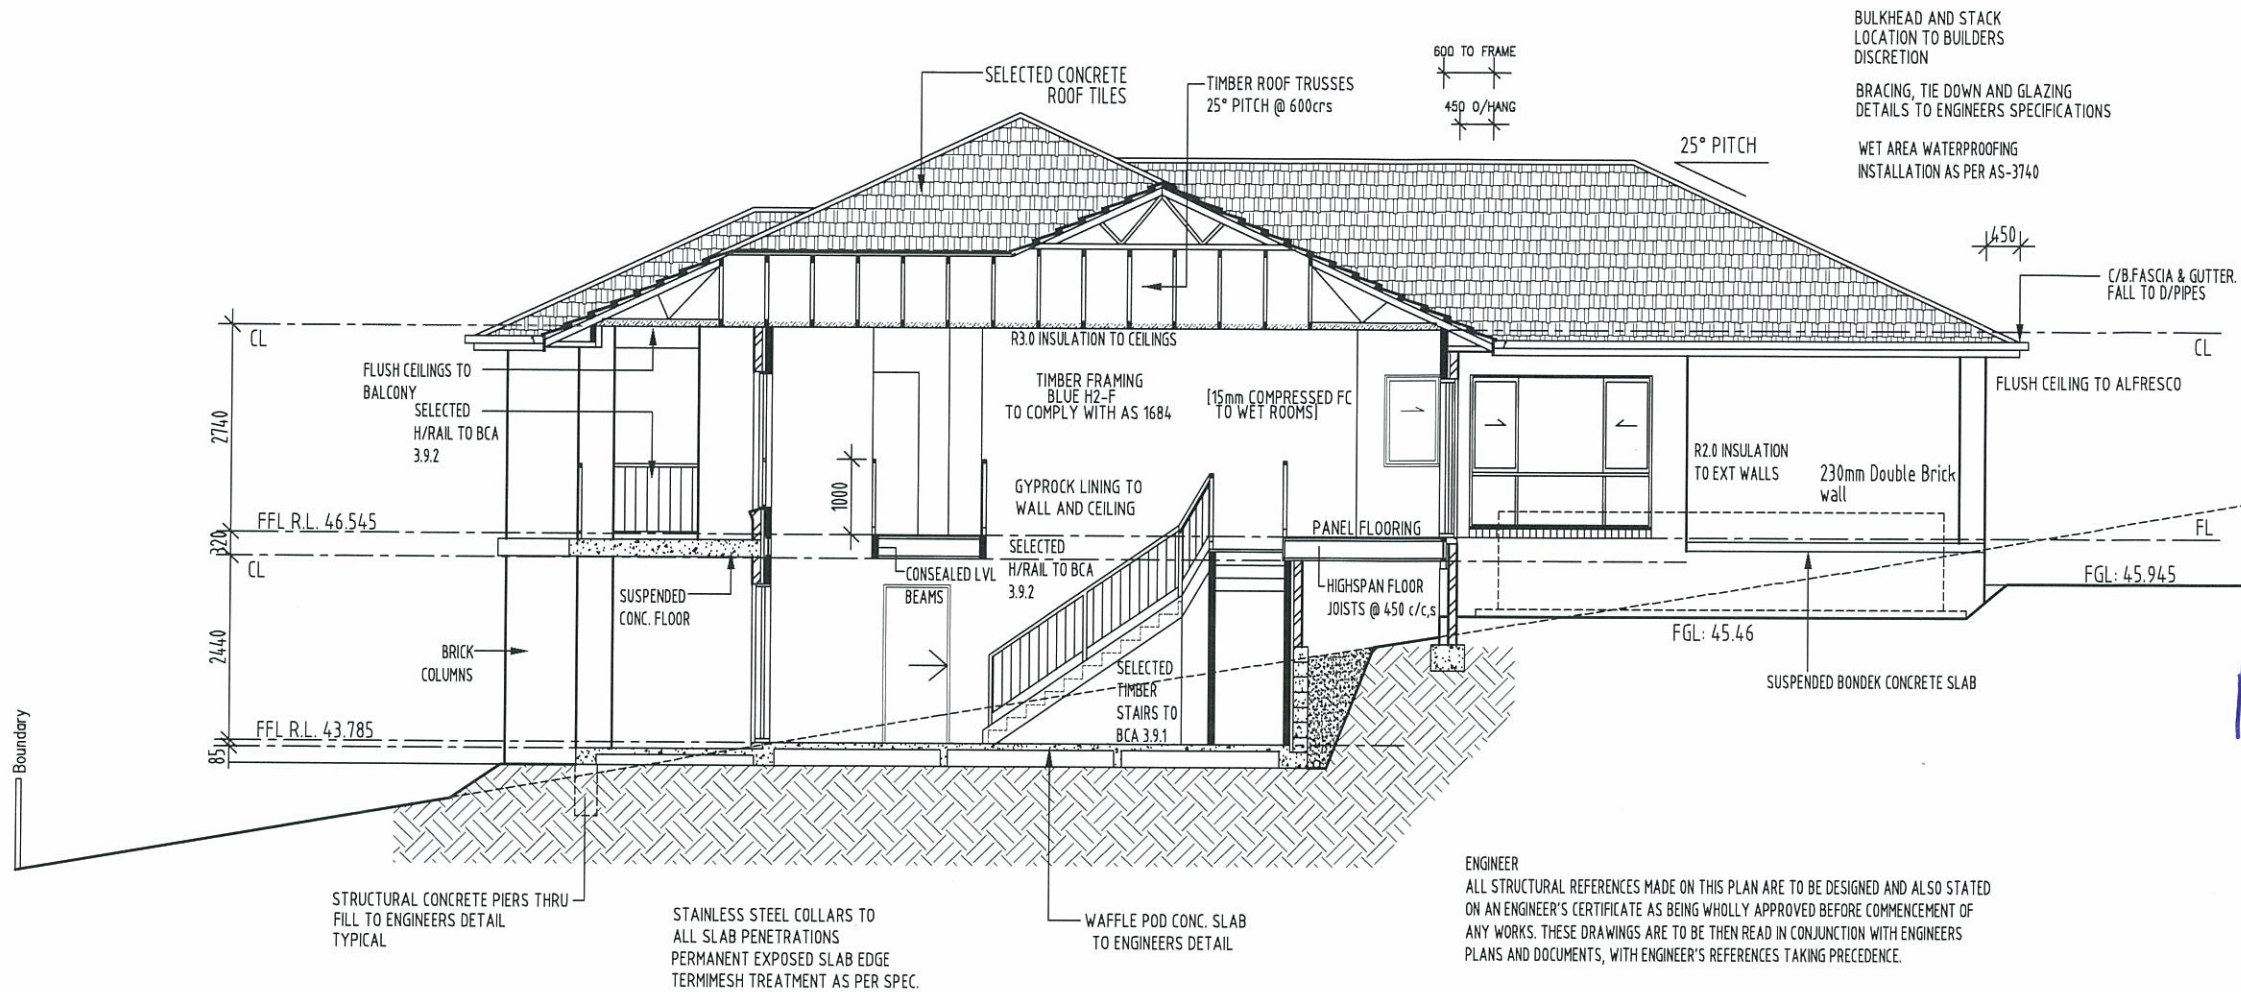 BULKHEAD AND STACK
LOCATION TO BUILDERS
DISCRETION
BRACING, TIE DOWN AND GLAZING
DETAILS TO ENGINEERS SPECIFICATIONS
WET AREA WATERPROOFING
INSTALLATION AS PER AS-3740
600 TO FRAME
450 O/HANG
SELECTED CONCRETE
ROOF TILES
TIMBER ROOF TRUSSES
25° PITCH @ 600crs
25° PITCH
450
C/B.FASCIA & GUTTER.
FALL TO D/PIPES
CL
CL
R3.0 INSULATION TO CEILINGS
FLUSH CEILINGS TO
BALCONY
FLUSH CEILING TO ALFRESCO
TIMBER FRAMING
BLUE H2-F
TO COMPLY WITH AS 1684
[15mm COMPRESSED FC
TO WET ROOMS]
SELECTED
H/RAIL TO BCA
3.9.2
2740
R2.0 INSULATION
TO EXT WALLS
230mm Double Brick
wall
1000
GYPROCK LINING TO
WALL AND CEILING
FFL R.L. 46.545
PANEL FLOORING
FL
320
CL
SELECTED
H/RAIL TO BCA
3.9.2
CONSEALED LVL
BEAMS
FGL: 45.945
SUSPENDED
CONC. FLOOR
HIGHSPAN FLOOR
JOISTS @ 450 c/c,s
FGL: 45.46
2440
BRICK
COLUMNS
SELECTED
TIMBER
STAIRS TO
BCA 3.9.1
SUSPENDED BONDEK CONCRETE SLAB
FFL R.L. 43.785
85
Boundary
STRUCTURAL CONCRETE PIERS THRU
FILL TO ENGINEERS DETAIL
TYPICAL
STAINLESS STEEL COLLARS TO
ALL SLAB PENETRATIONS
PERMANENT EXPOSED SLAB EDGE
TERMIMESH TREATMENT AS PER SPEC.
WAFFLE POD CONC. SLAB
TO ENGINEERS DETAIL
ENGINEER
ALL STRUCTURAL REFERENCES MADE ON THIS PLAN ARE TO BE DESIGNED AND ALSO STATED
ON AN ENGINEER'S CERTIFICATE AS BEING WHOLLY APPROVED BEFORE COMMENCEMENT OF
ANY WORKS. THESE DRAWINGS ARE TO BE THEN READ IN CONJUNCTION WITH ENGINEERS
PLANS AND DOCUMENTS, WITH ENGINEER'S REFERENCES TAKING PRECEDENCE.